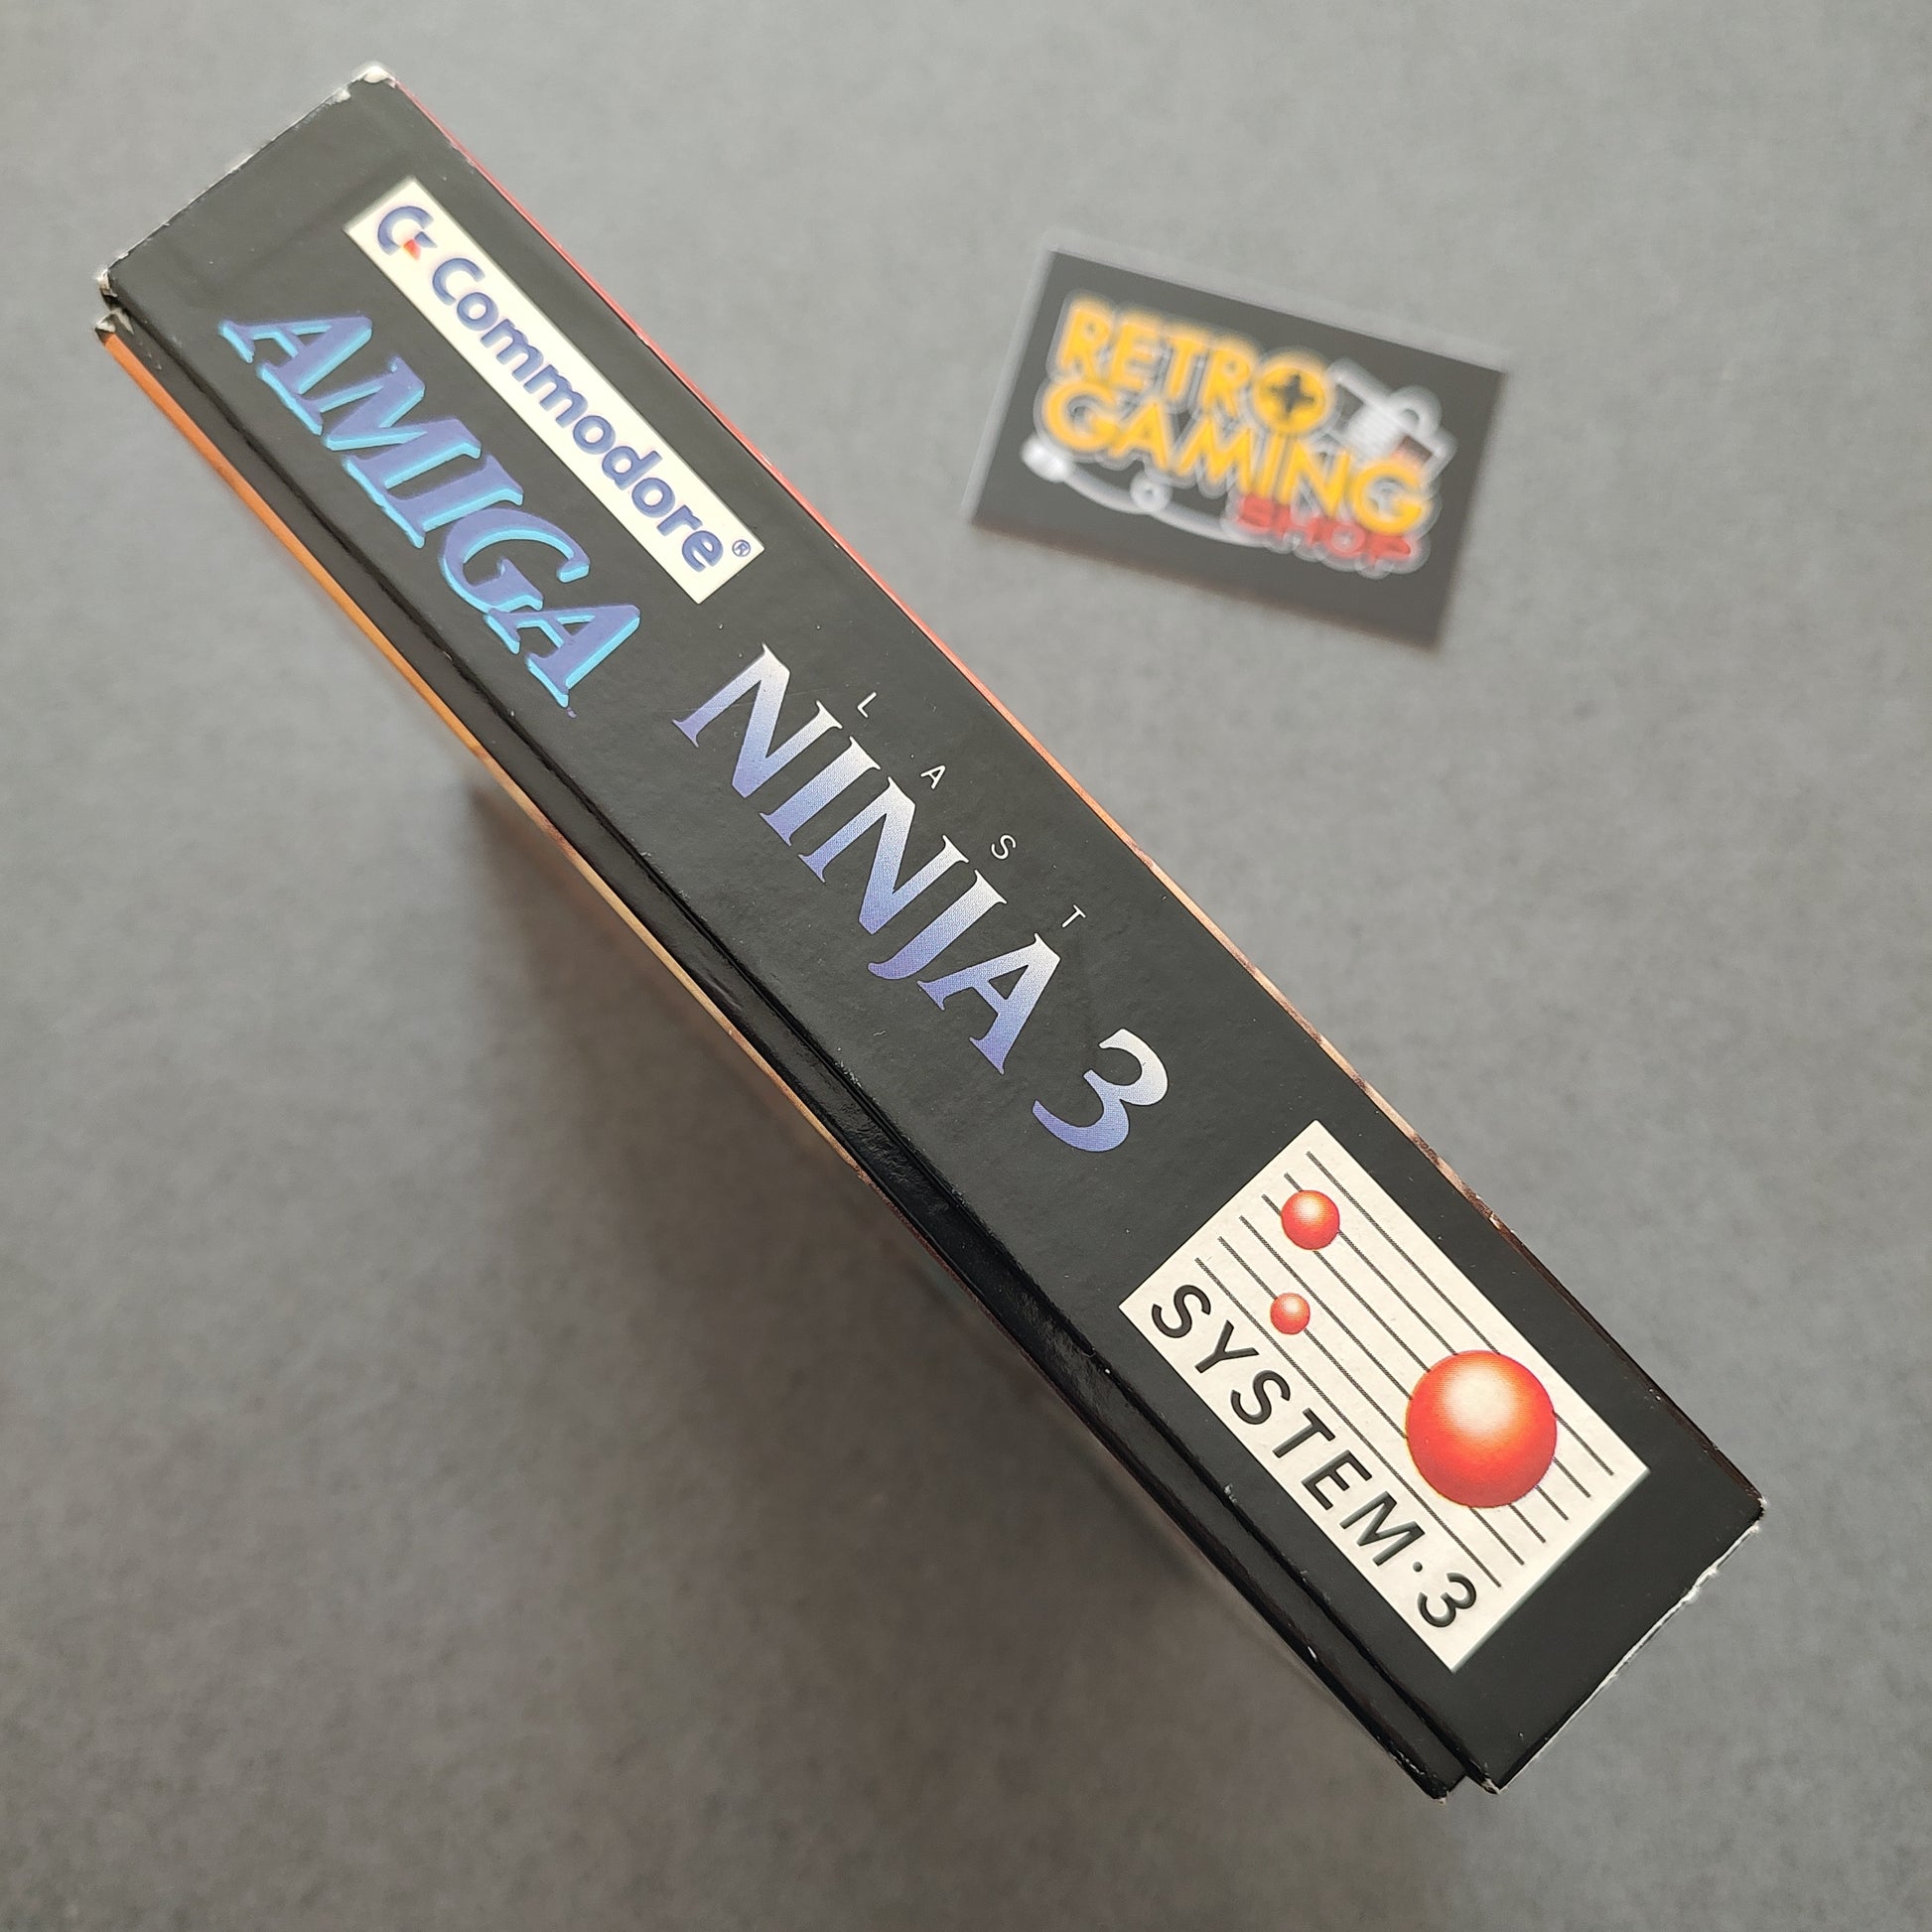 Commodore®
AMIGA
LAST
NINJA 3
SYSTEM·3
RETRO
GAMING
SHOP